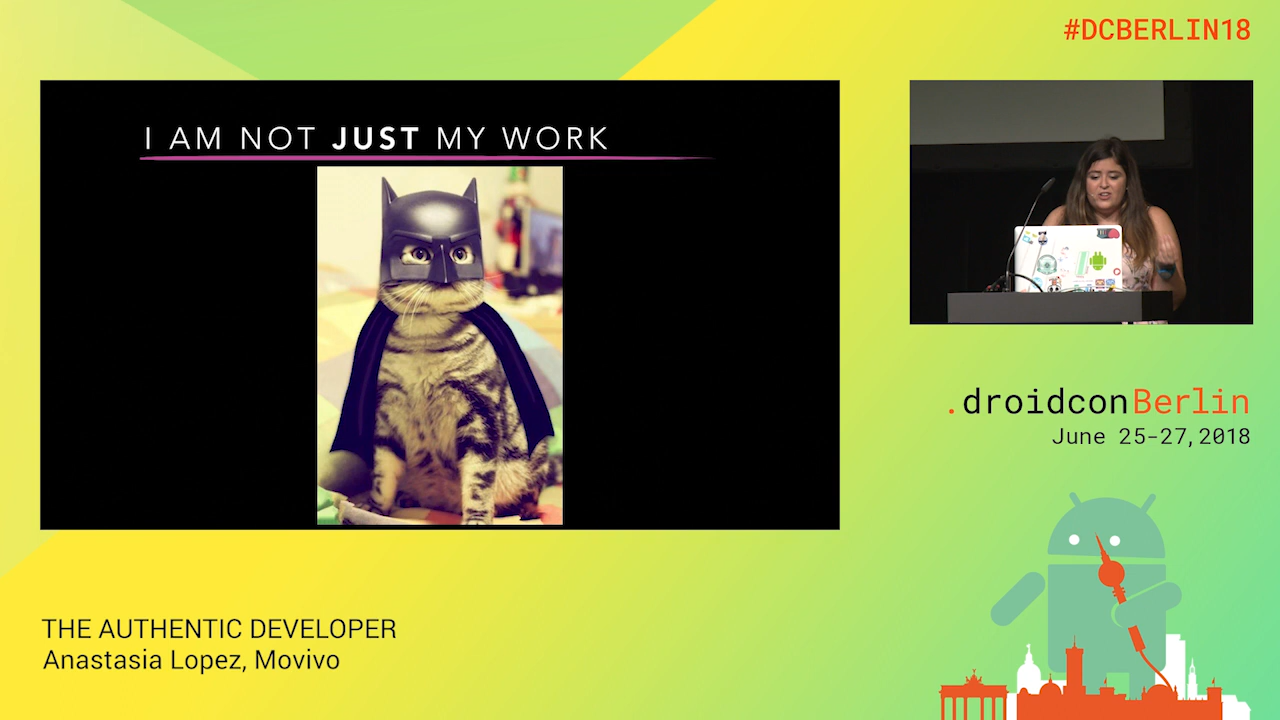 #DCBERLIN18
I AM NOT JUST MY WORK
.droidconBerlin
June 25-27,2018
THE AUTHENTIC DEVELOPER
Anastasia Lopez, Movivo